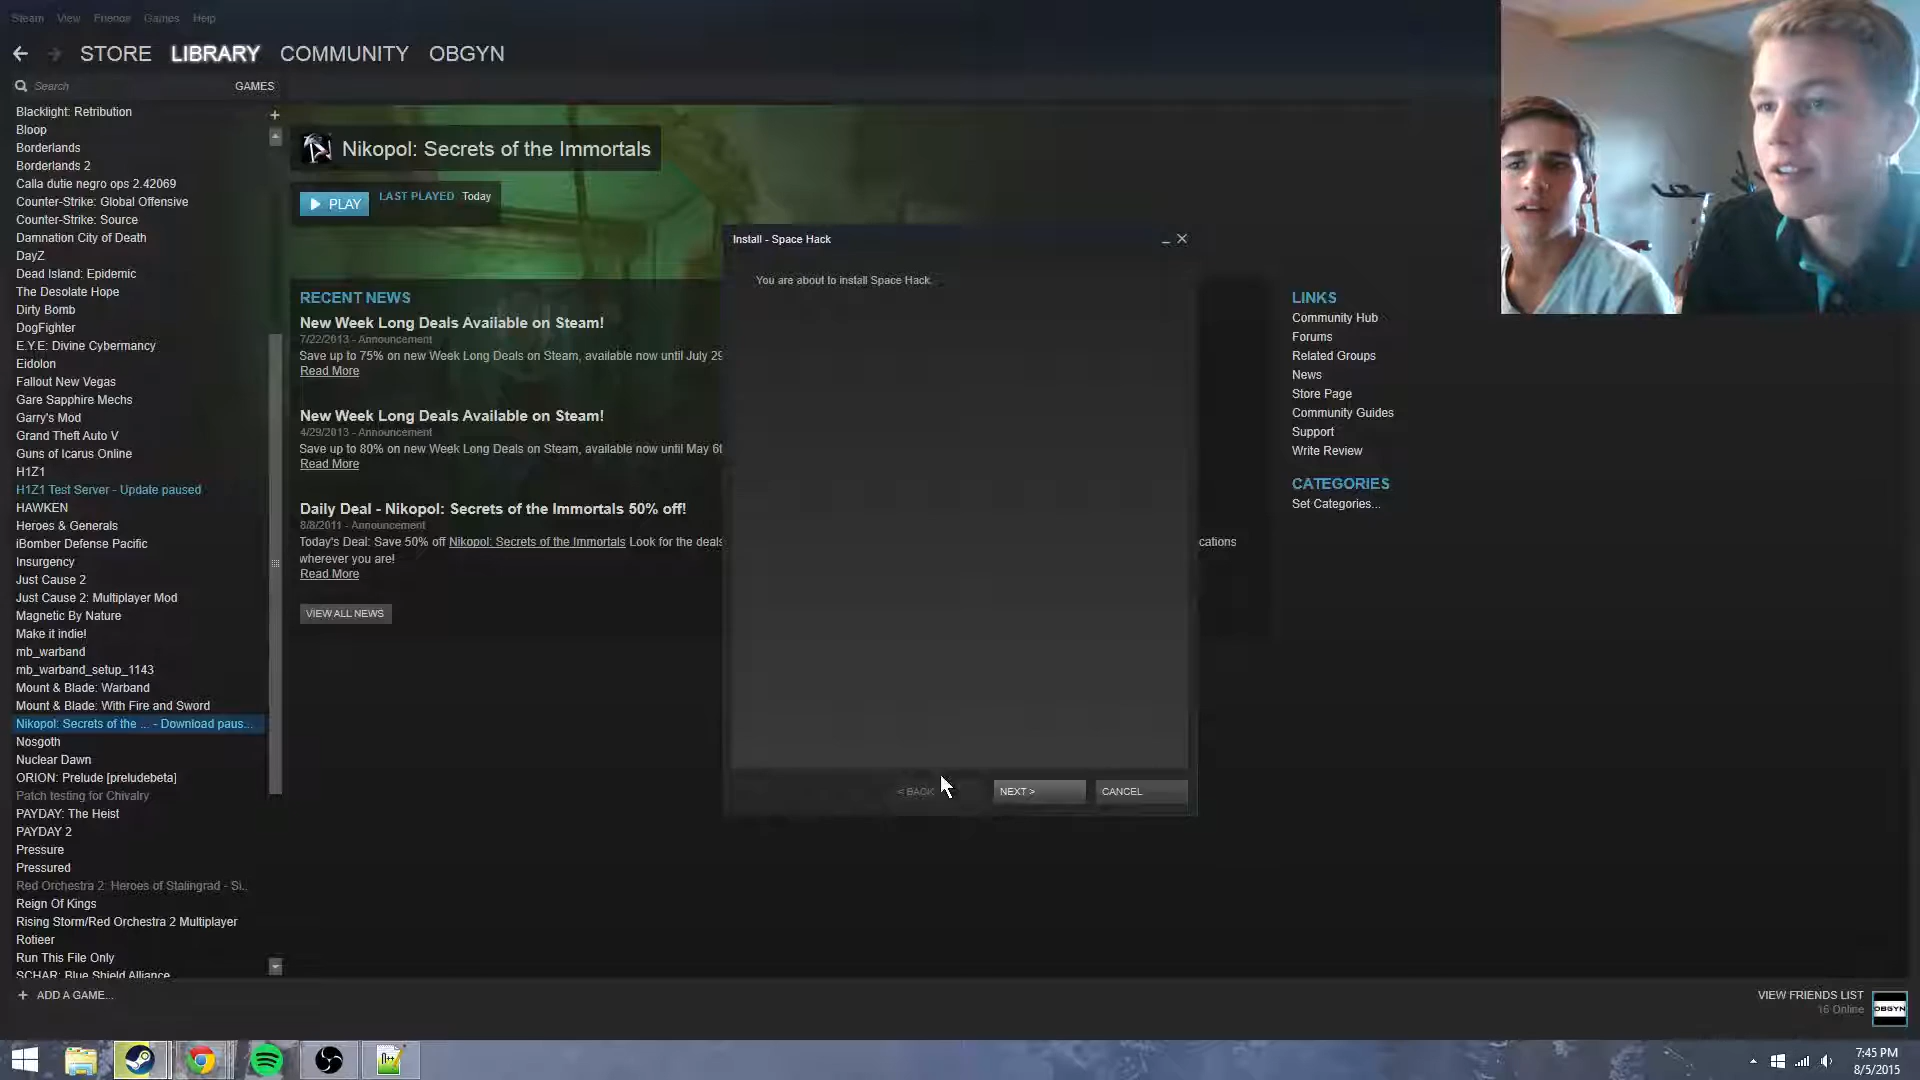 Steam View Friends Games Help
STORE LIBRARY COMMUNITY OBGYN
Search GAMES
Blacklight: Retribution
Bloop
Borderlands
Borderlands 2
Calla dutie negro ops 2.42069
Counter-Strike: Global Offensive
Counter-Strike: Source
Damnation City of Death
DayZ
Dead Island: Epidemic
The Desolate Hope
Dirty Bomb
DogFighter
E.Y.E: Divine Cybermancy
Eidolon
Fallout New Vegas
Gare Sapphire Mechs
Garry's Mod
Grand Theft Auto V
Guns of Icarus Online
H1Z1
H1Z1 Test Server - Update paused
HAWKEN
Heroes & Generals
iBomber Defense Pacific
Insurgency
Just Cause 2
Just Cause 2: Multiplayer Mod
Magnetic By Nature
Make it indie!
mb_warband
mb_warband_setup_1143
Mount & Blade: Warband
Mount & Blade: With Fire and Sword
Nikopol: Secrets of the ... - Download paus...
Nosgoth
Nuclear Dawn
ORION: Prelude [preludebeta]
Patch testing for Chivalry
PAYDAY: The Heist
PAYDAY 2
Pressure
Pressured
Red Orchestra 2: Heroes of Stalingrad - Si...
Reign Of Kings
Rising Storm/Red Orchestra 2 Multiplayer
Rotieer
Run This File Only
SCHAR: Blue Shield Alliance
+ ADD A GAME...
Nikopol: Secrets of the Immortals
PLAY LAST PLAYED Today
RECENT NEWS
New Week Long Deals Available on Steam!
7/22/2013 - Announcement
Save up to 75% on new Week Long Deals on Steam, available now until July 29
Read More
New Week Long Deals Available on Steam!
4/29/2013 - Announcement
Save up to 80% on new Week Long Deals on Steam, available now until May 6t
Read More
Daily Deal - Nikopol: Secrets of the Immortals 50% off!
8/8/2011 - Announcement
Today's Deal: Save 50% off Nikopol: Secrets of the Immortals Look for the deals
cations
wherever you are!
Read More
VIEW ALL NEWS
Install - Space Hack
You are about to install Space Hack.
< BACK NEXT > CANCEL
LINKS
Community Hub
Forums
Related Groups
News
Store Page
Community Guides
Support
Write Review
CATEGORIES
Set Categories...
VIEW FRIENDS LIST
16 Online
OBGYN
7:45 PM
8/5/2015